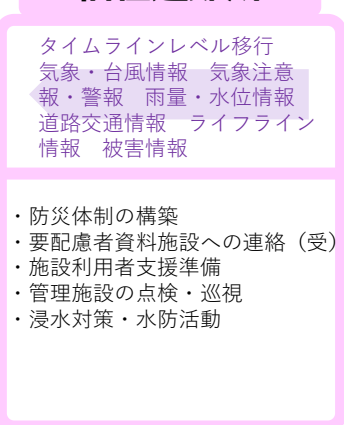 タイムラインレベル移行
気象・台風情報　気象注意
報・警報　雨量・水位情報
道路交通情報　ライフライン
情報　被害情報
・防災体制の構築
・要配慮者資料施設への連絡（受）
・施設利用者支援準備
・管理施設の点検・巡視
・浸水対策・水防活動